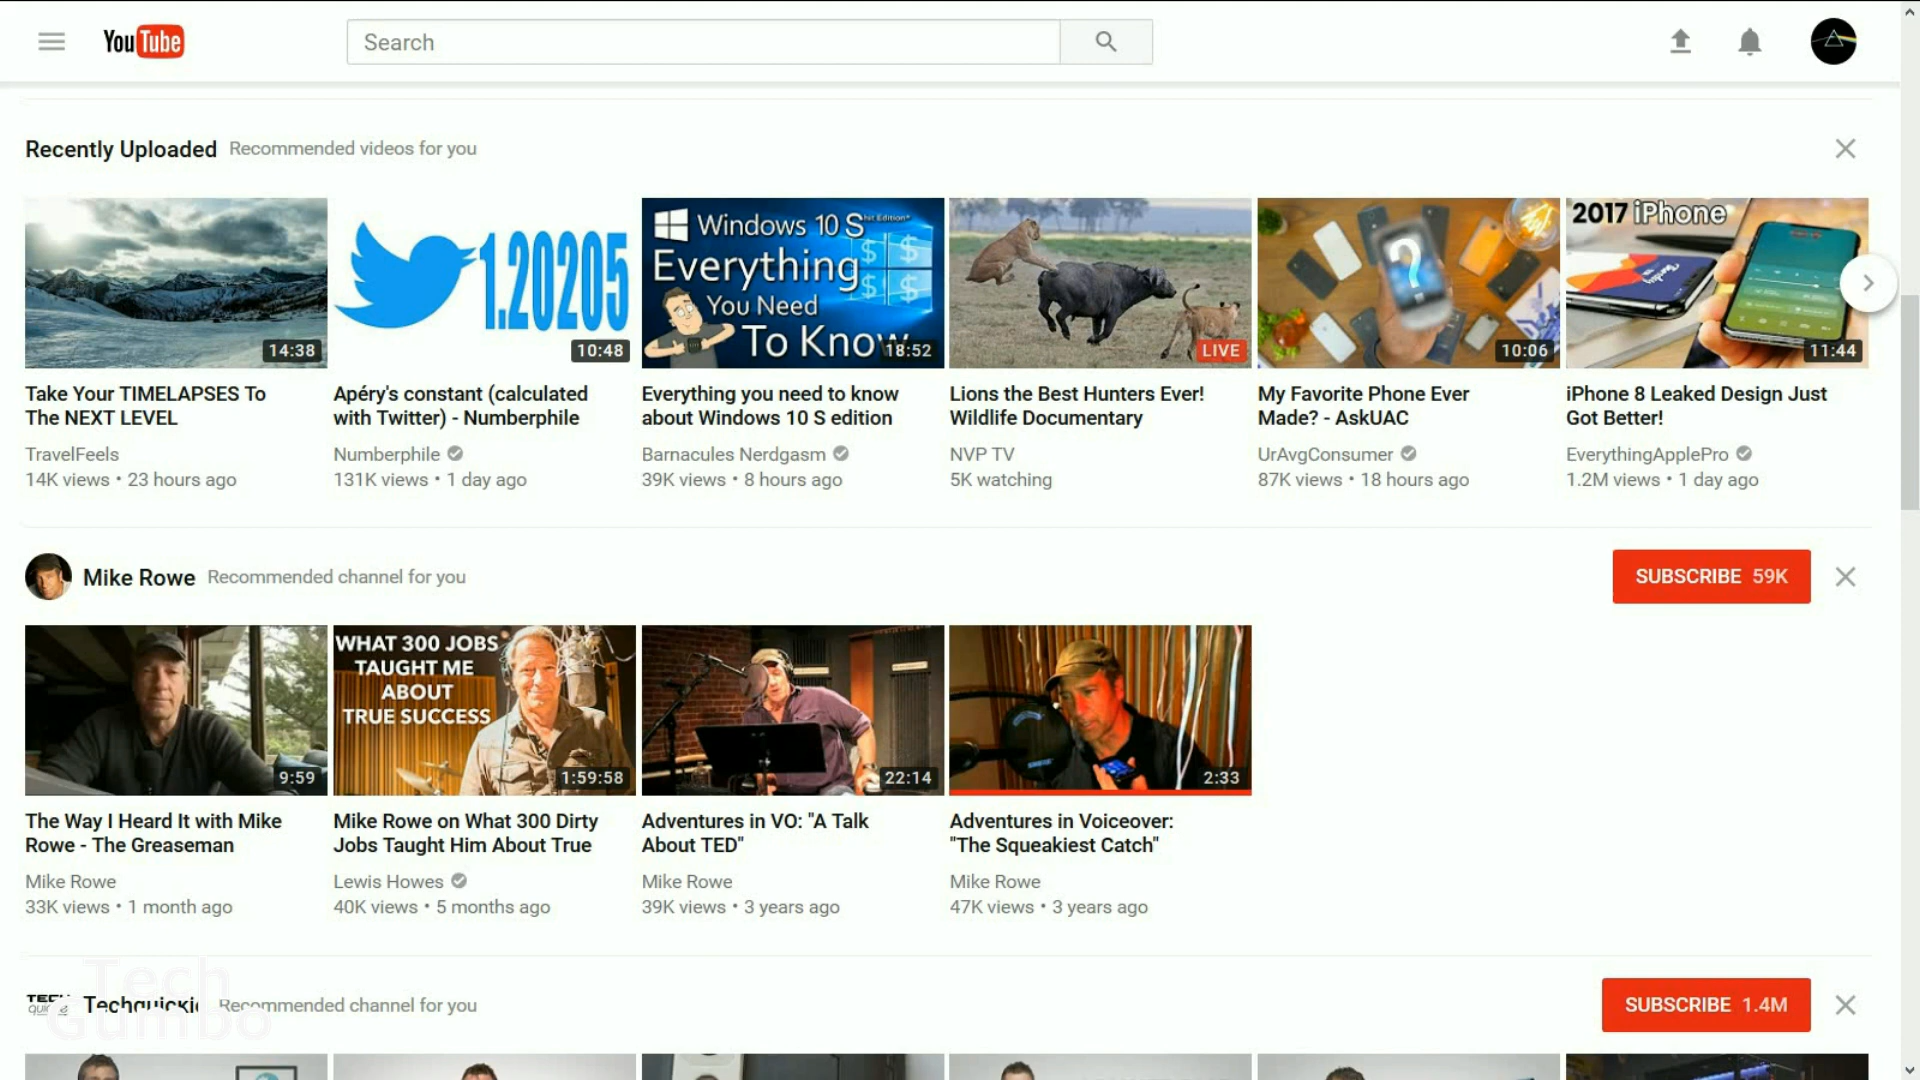 YouTube
Search
Recently Uploaded Recommended videos for you
14:38
1.20205
10:48
Windows 10 S
Everything
You Need
To Know
18:52
LIVE
?
10:06
2017 iPhone
11:44
Take Your TIMELAPSES To
The NEXT LEVEL
TravelFeels
14K views • 23 hours ago
Apéry's constant (calculated
with Twitter) - Numberphile
Numberphile
131K views • 1 day ago
Everything you need to know
about Windows 10 S edition
Barnacules Nerdgasm
39K views • 8 hours ago
Lions the Best Hunters Ever!
Wildlife Documentary
NVP TV
5K watching
My Favorite Phone Ever
Made? - AskUAC
UrAvgConsumer
87K views • 18 hours ago
iPhone 8 Leaked Design Just
Got Better!
EverythingApplePro
1.2M views • 1 day ago
Mike Rowe Recommended channel for you
SUBSCRIBE 59K
9:59
WHAT 300 JOBS
TAUGHT ME
ABOUT
TRUE SUCCESS
1:59:58
22:14
2:33
The Way I Heard It with Mike
Rowe - The Greaseman
Mike Rowe
33K views • 1 month ago
Mike Rowe on What 300 Dirty
Jobs Taught Him About True
Lewis Howes
40K views • 5 months ago
Adventures in VO: "A Talk
About TED"
Mike Rowe
39K views • 3 years ago
Adventures in Voiceover:
"The Squeakiest Catch"
Mike Rowe
47K views • 3 years ago
Techquickie Recommended channel for you
SUBSCRIBE 1.4M
Tech
Gumbo